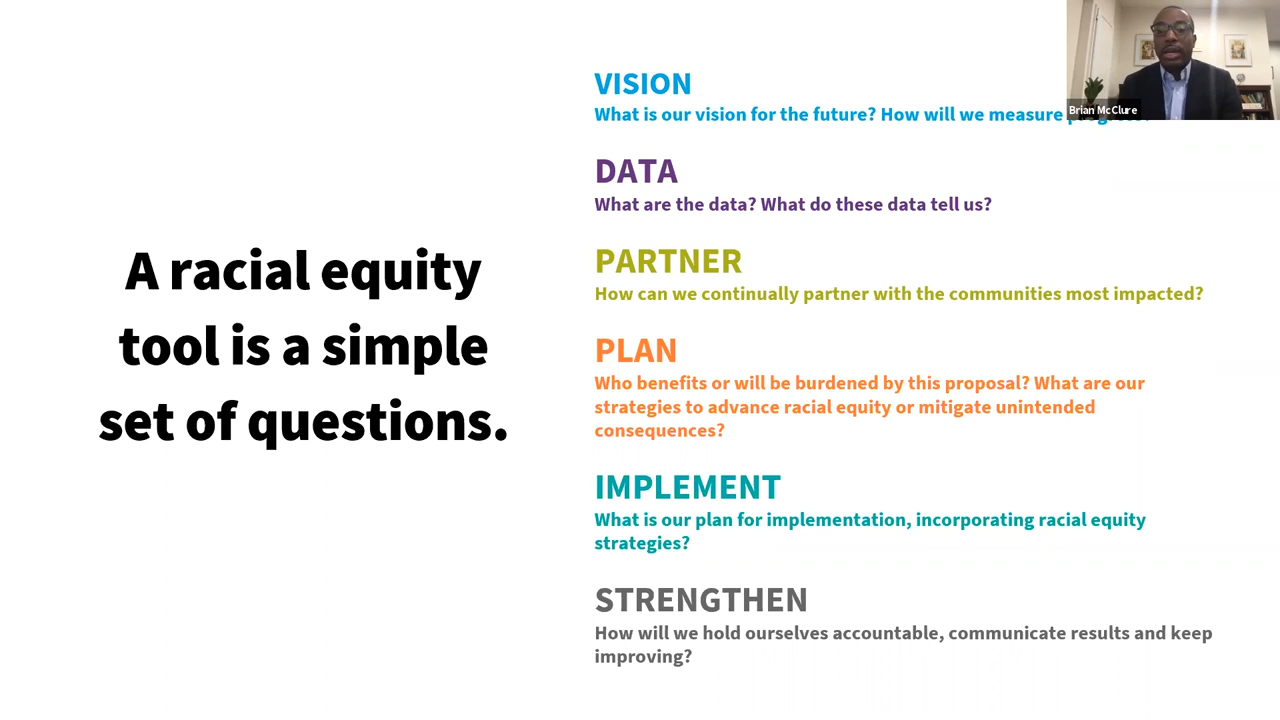 A racial equity
tool is a simple
set of questions.
VISION
What is our vision for the future? How will we measure
Brian McClure
DATA
What are the data? What do these data tell us?
PARTNER
How can we continually partner with the communities most impacted?
PLAN
Who benefits or will be burdened by this proposal? What are our
strategies to advance racial equity or mitigate unintended
consequences?
IMPLEMENT
What is our plan for implementation, incorporating racial equity
strategies?
STRENGTHEN
How will we hold ourselves accountable, communicate results and keep
improving?